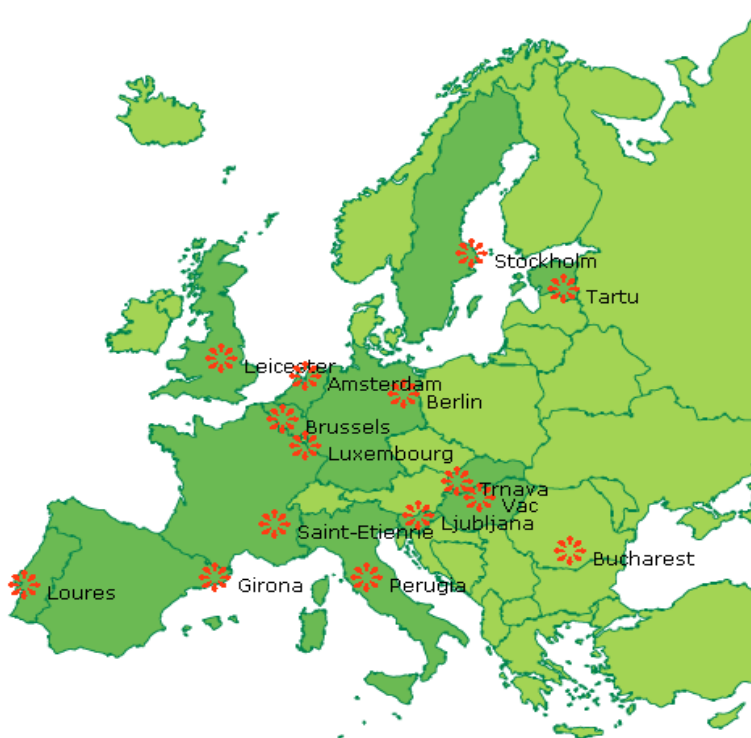 Stockholm
Tartu
Leicester
Amsterdam
Berlin
Brussels
Luxembourg
Trnava
Vac
Ljubljana
Saint-Etienne
Bucharest
Loures
Girona
Perugia